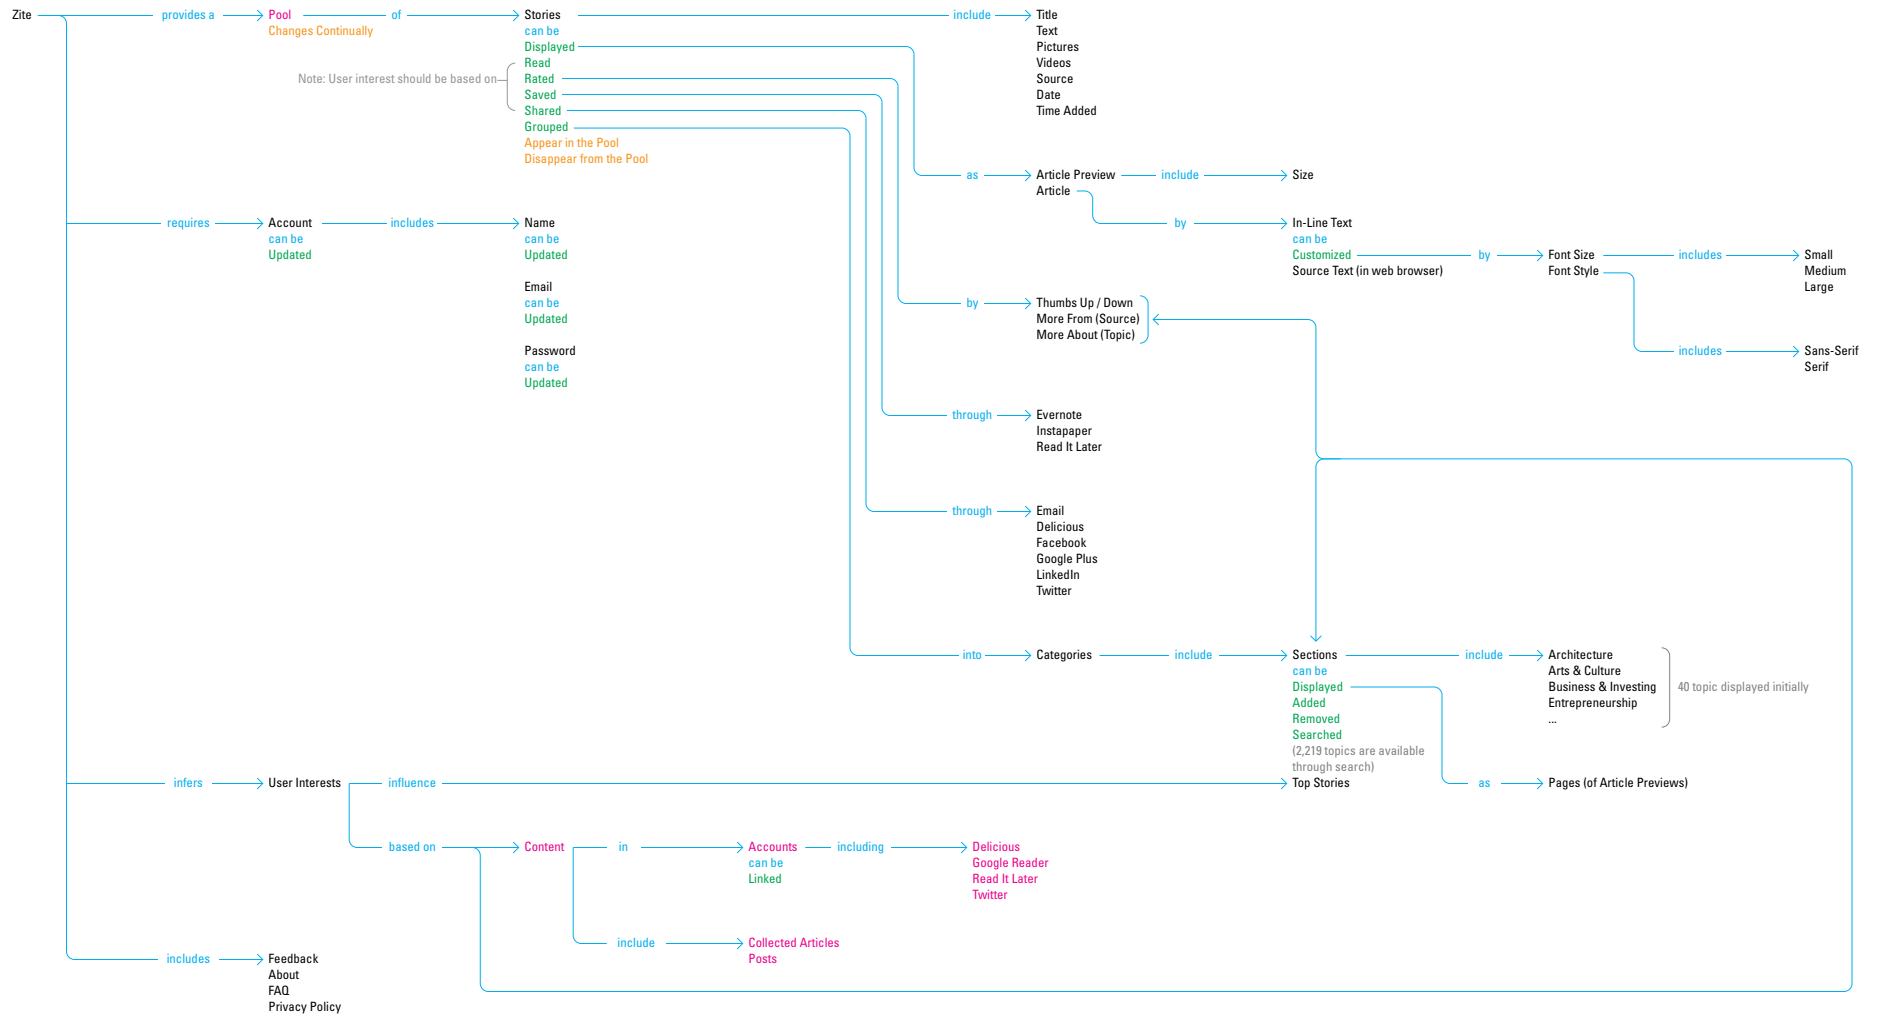 Zite
provides a
Pool
Changes Continually
of
Stories
can be
Displayed
Read
Rated
Saved
Shared
Grouped
Appear in the Pool
Disappear from the Pool
Note: User interest should be based on
include
Title
Text
Pictures
Videos
Source
Date
Time Added
as
Article Preview
Article
include
Size
by
In-Line Text
can be
Customized
Source Text (in web browser)
by
Font Size
Font Style
includes
Small
Medium
Large
includes
Sans-Serif
Serif
requires
Account
can be
Updated
includes
Name
can be
Updated
Email
can be
Updated
Password
can be
Updated
by
Thumbs Up / Down
More From (Source)
More About (Topic)
through
Evernote
Instapaper
Read It Later
through
Email
Delicious
Facebook
Google Plus
LinkedIn
Twitter
into
Categories
include
Sections
can be
Displayed
Added
Removed
Searched
(2,219 topics are available
through search)
Top Stories
include
Architecture
Arts & Culture
Business & Investing
Entrepreneurship
...
40 topic displayed initially
as
Pages (of Article Previews)
infers
User Interests
influence
based on
Content
in
Accounts
can be
Linked
including
Delicious
Google Reader
Read It Later
Twitter
include
Collected Articles
Posts
includes
Feedback
About
FAQ
Privacy Policy